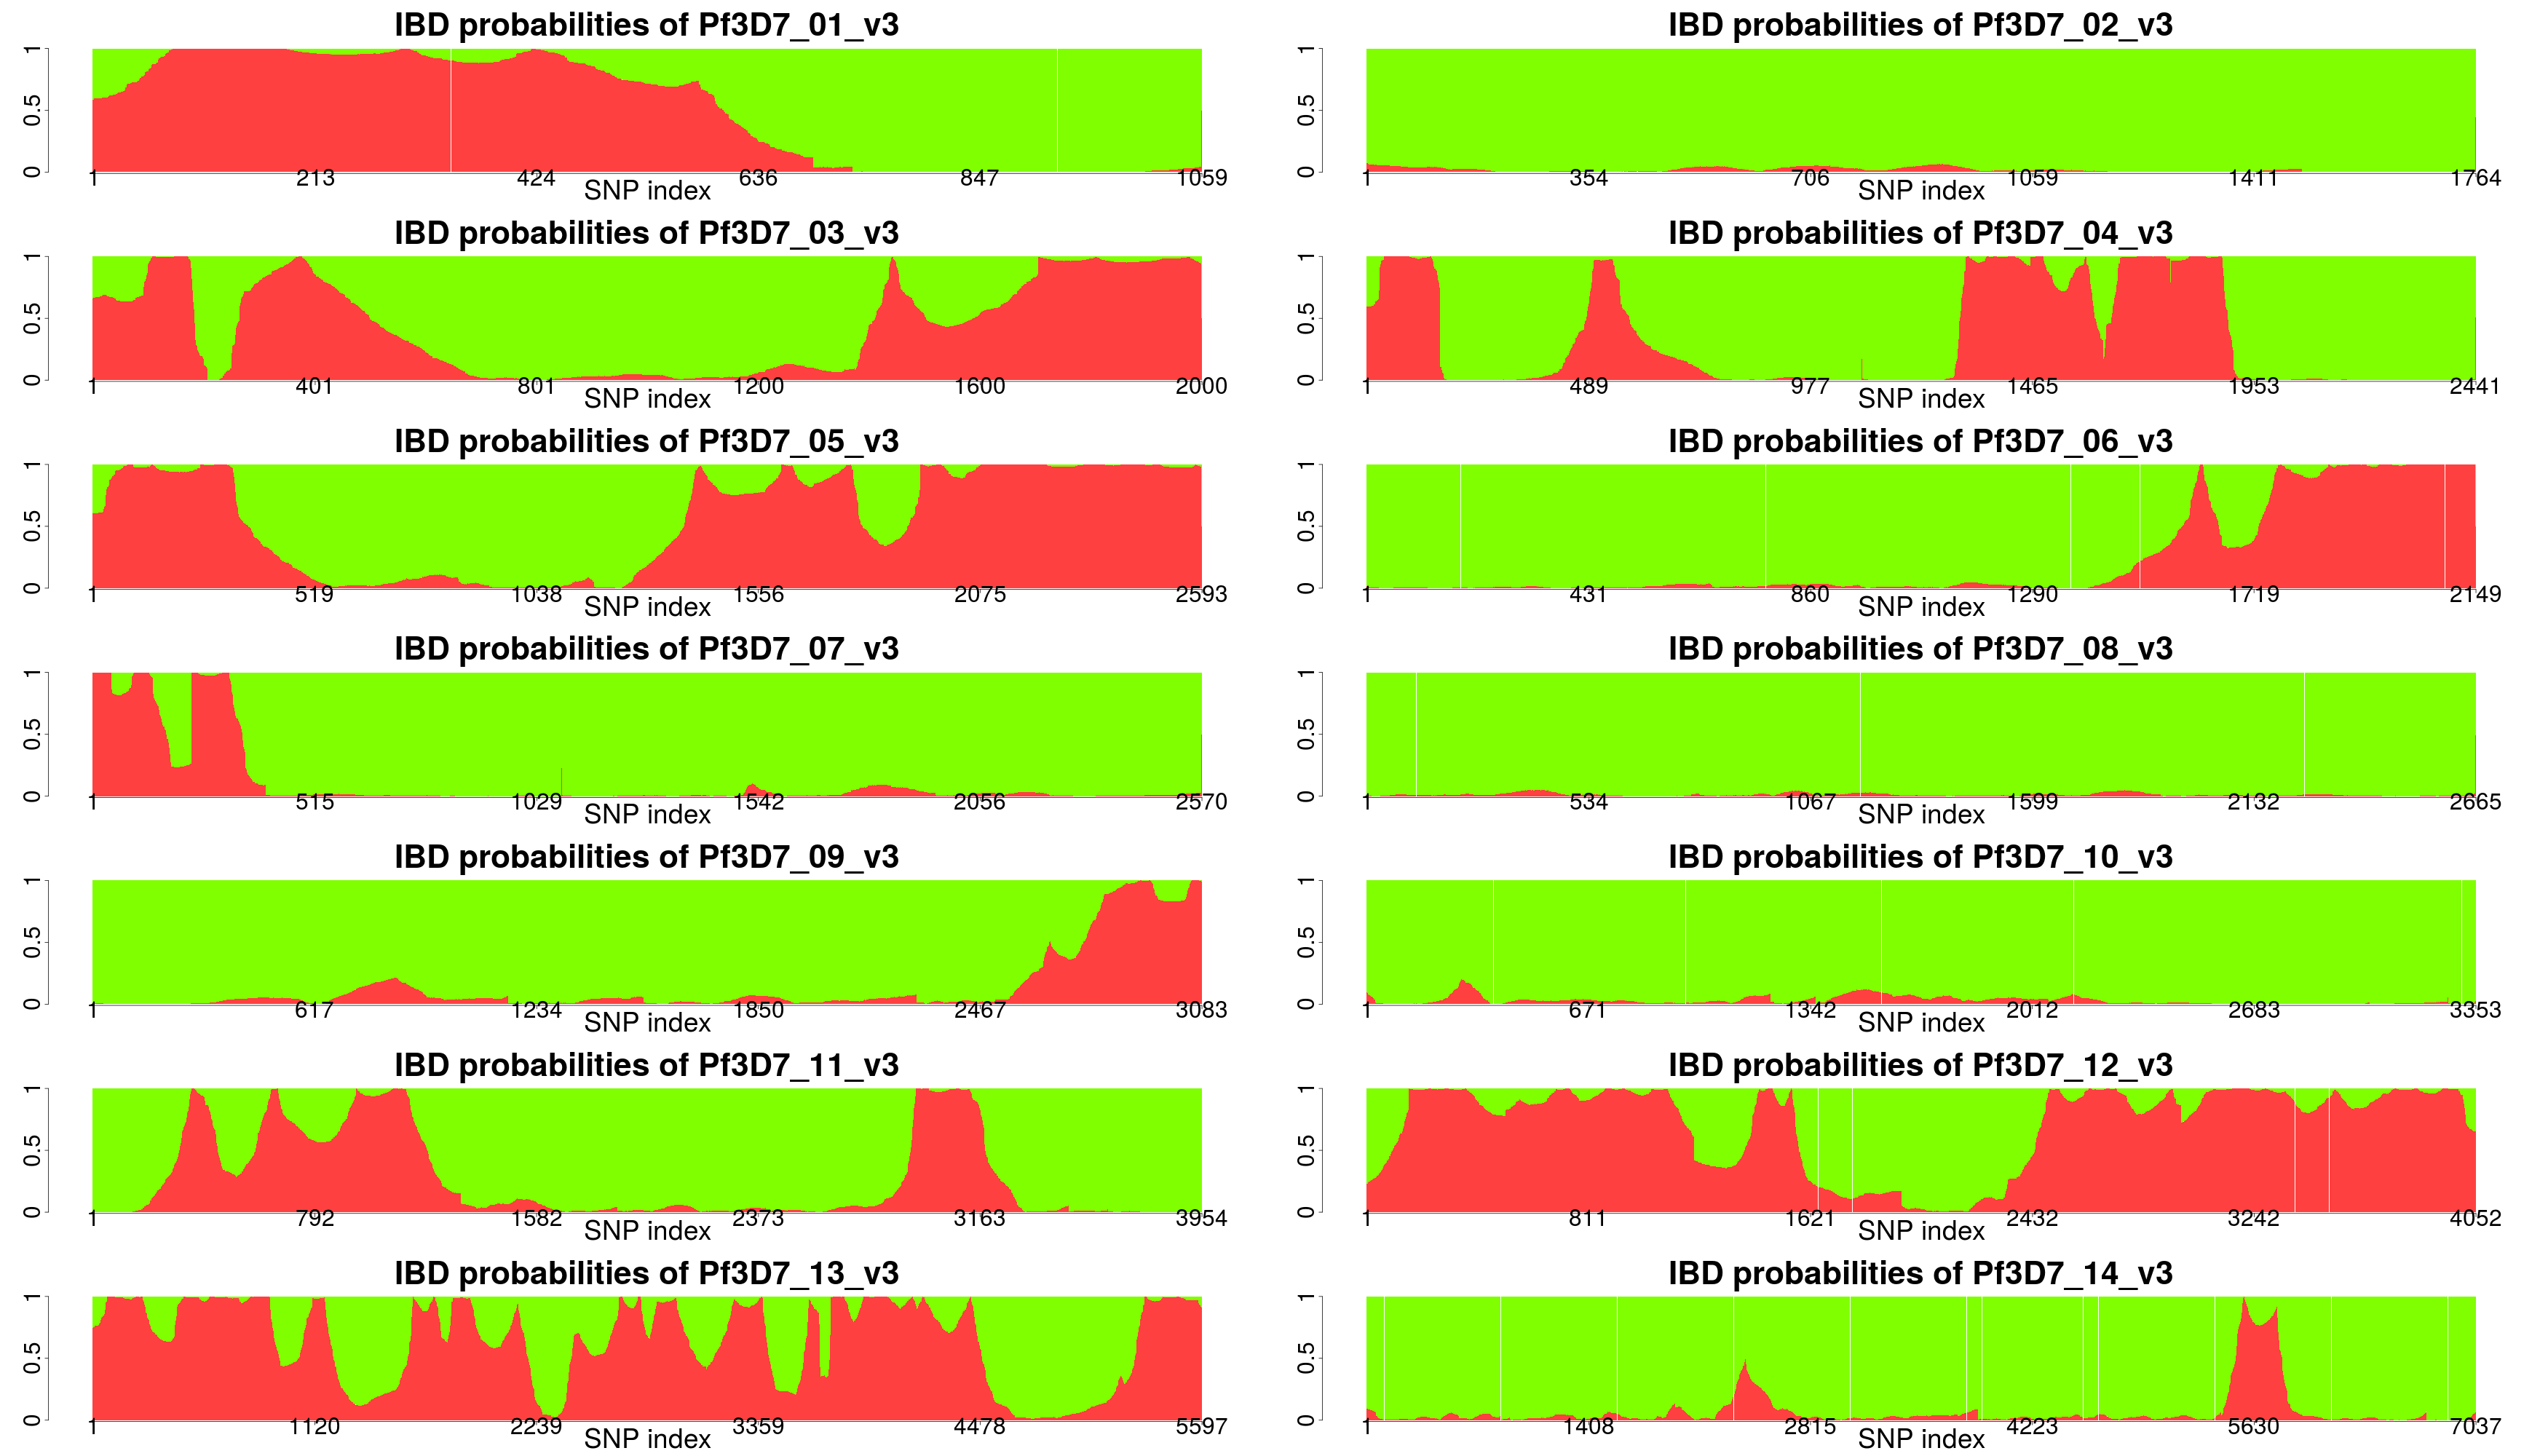 IBD probabilities of Pf3D7_01_v3
0 0.5 1
1 213 424 636 847 1059
SNP index
IBD probabilities of Pf3D7_02_v3
0 0.5 1
1 354 706 1059 1411 1764
SNP index
IBD probabilities of Pf3D7_03_v3
0 0.5 1
1 401 801 1200 1600 2000
SNP index
IBD probabilities of Pf3D7_04_v3
0 0.5 1
1 489 977 1465 1953 2441
SNP index
IBD probabilities of Pf3D7_05_v3
0 0.5 1
1 519 1038 1556 2075 2593
SNP index
IBD probabilities of Pf3D7_06_v3
0 0.5 1
1 431 860 1290 1719 2149
SNP index
IBD probabilities of Pf3D7_07_v3
0 0.5 1
1 515 1029 1542 2056 2570
SNP index
IBD probabilities of Pf3D7_08_v3
0 0.5 1
1 534 1067 1599 2132 2665
SNP index
IBD probabilities of Pf3D7_09_v3
0 0.5 1
1 617 1234 1850 2467 3083
SNP index
IBD probabilities of Pf3D7_10_v3
0 0.5 1
1 671 1342 2012 2683 3353
SNP index
IBD probabilities of Pf3D7_11_v3
0 0.5 1
1 792 1582 2373 3163 3954
SNP index
IBD probabilities of Pf3D7_12_v3
0 0.5 1
1 811 1621 2432 3242 4052
SNP index
IBD probabilities of Pf3D7_13_v3
0 0.5 1
1 1120 2239 3359 4478 5597
SNP index
IBD probabilities of Pf3D7_14_v3
0 0.5 1
1 1408 2815 4223 5630 7037
SNP index